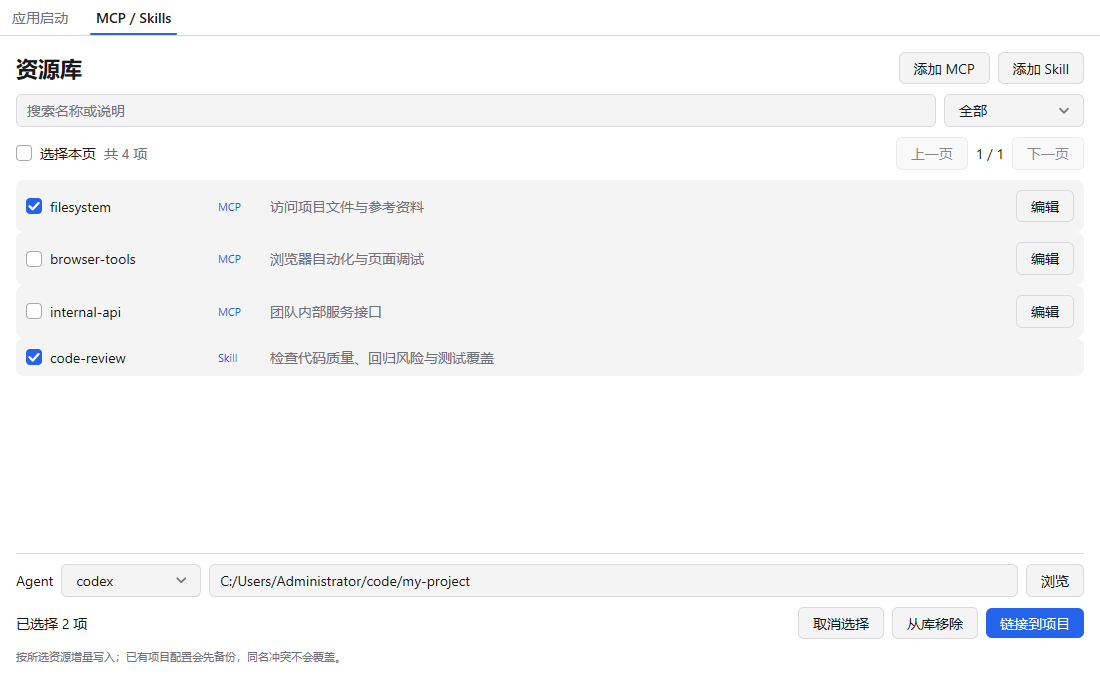 应用启动 MCP / Skills
资源库 添加 MCP 添加 Skill
搜索名称或说明 全部
选择本页 共 4 项 上一页 1 / 1 下一页
filesystem MCP 访问项目文件与参考资料 编辑
browser-tools MCP 浏览器自动化与页面调试 编辑
internal-api MCP 团队内部服务接口 编辑
code-review Skill 检查代码质量、回归风险与测试覆盖
Agent codex C:/Users/Administrator/code/my-project 浏览
已选择 2 项 取消选择 从库移除 链接到项目
按所选资源增量写入；已有项目配置会先备份，同名冲突不会覆盖。